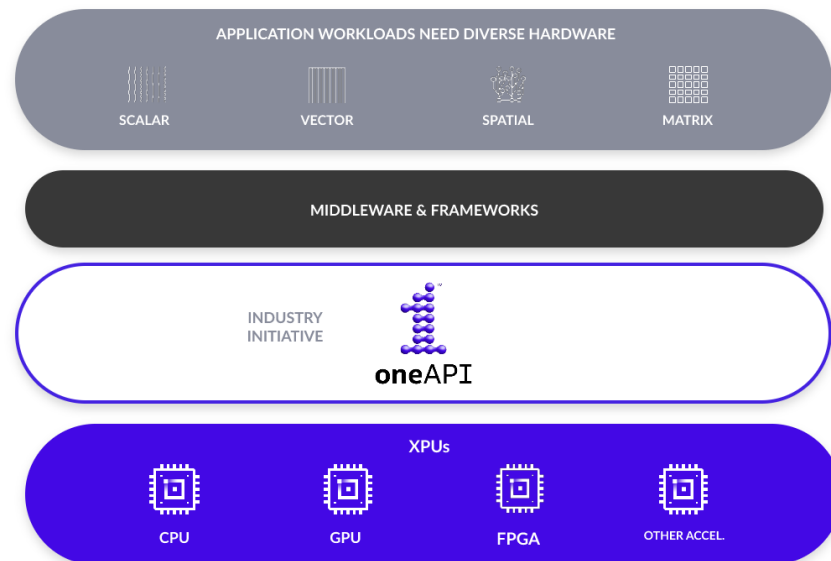 APPLICATION WORKLOADS NEED DIVERSE HARDWARE
SCALAR
VECTOR
SPATIAL
MATRIX
MIDDLEWARE & FRAMEWORKS
INDUSTRY
INITIATIVE
™
oneAPI
XPUs
CPU
GPU
FPGA
OTHER ACCEL.